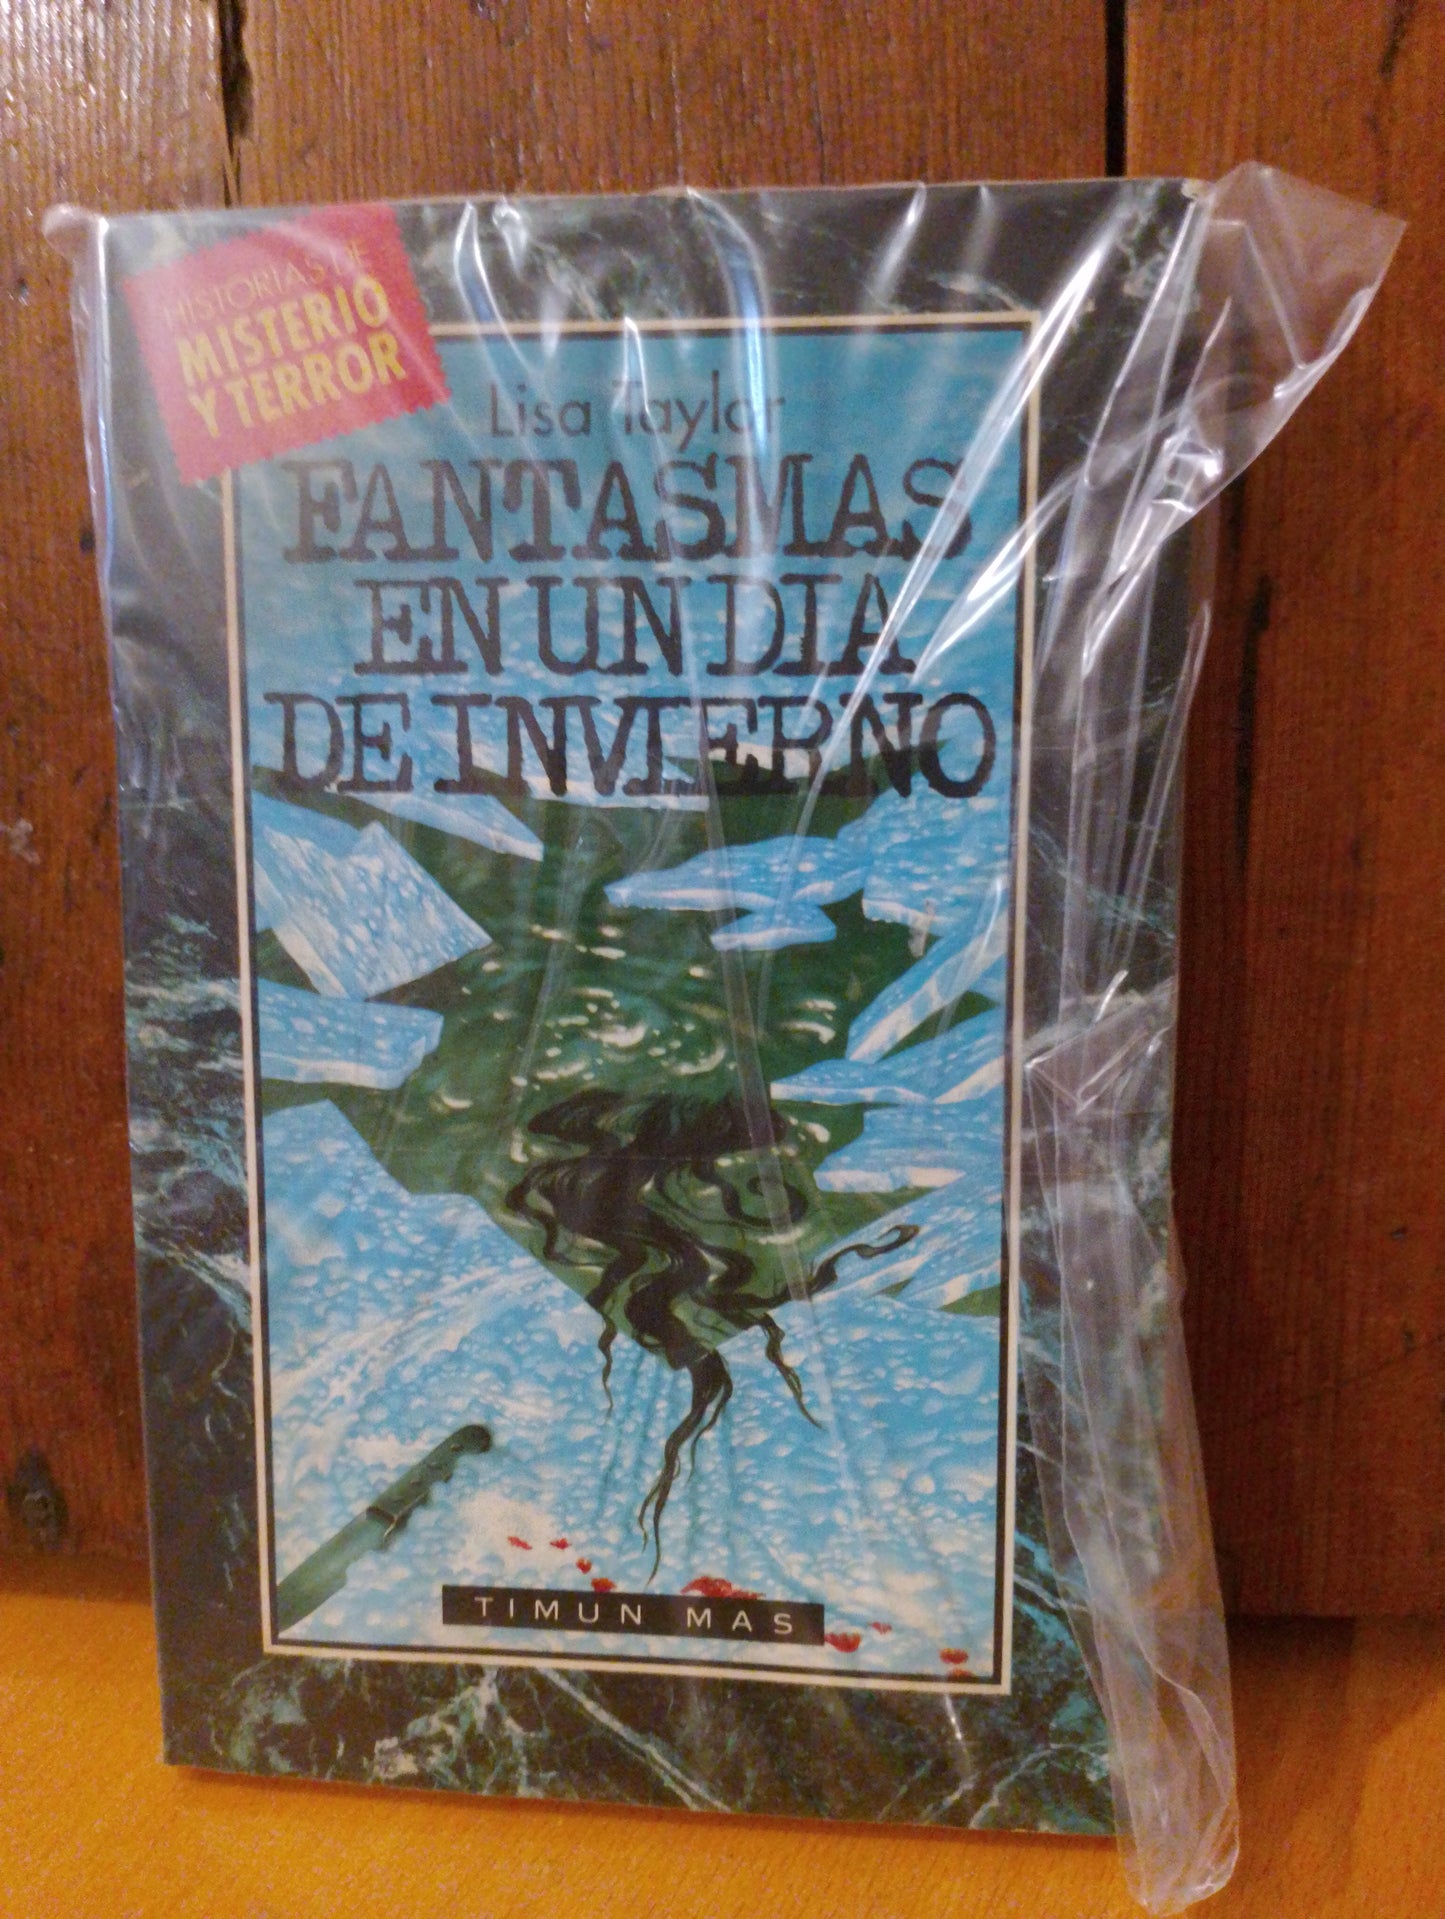 HISTORIAS DE
MISTERIO
Y TERROR
Lisa Taylor
FANTASMAS
EN UN DIA
DE INVIERNO
TIMUN MAS